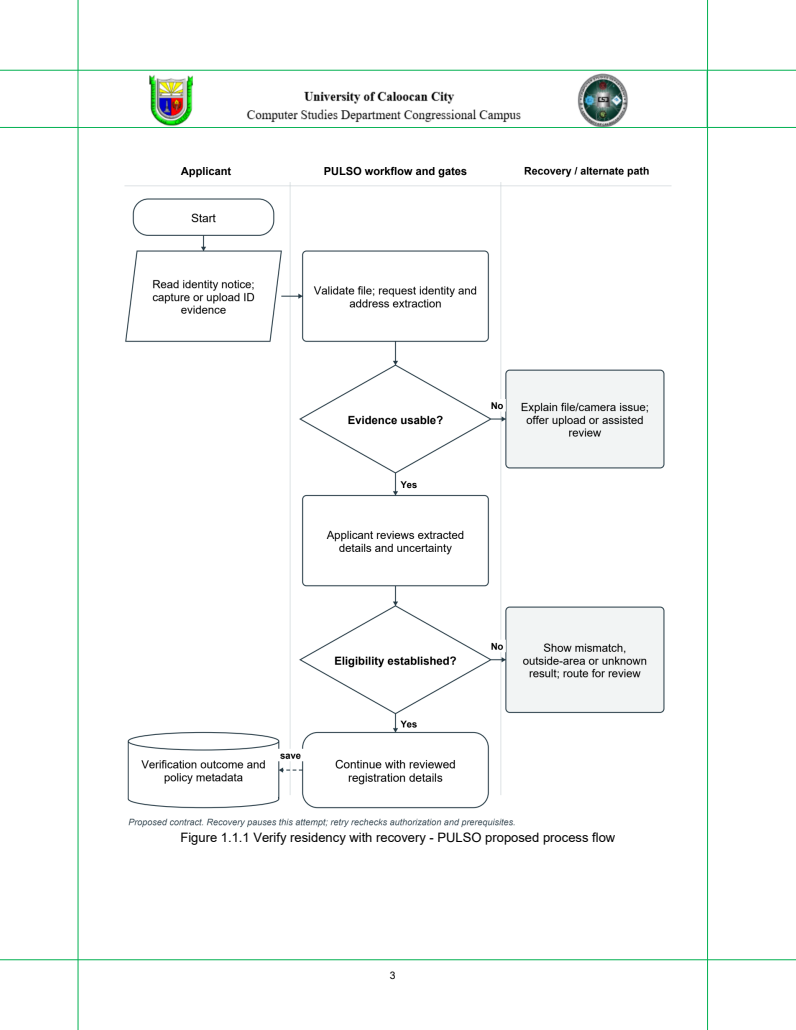 University of Caloocan City
Computer Studies Department Congressional Campus
Applicant
PULSO workflow and gates
Recovery / alternate path
Start
Read identity notice;
capture or upload ID
evidence
Validate file; request identity and
address extraction
Evidence usable?
No
Explain file/camera issue;
offer upload or assisted
review
Yes
Applicant reviews extracted
details and uncertainty
Eligibility established?
No
Show mismatch,
outside-area or unknown
result; route for review
Yes
Verification outcome and
policy metadata
save
Continue with reviewed
registration details
Proposed contract. Recovery pauses this attempt; retry rechecks authorization and prerequisites.
Figure 1.1.1 Verify residency with recovery - PULSO proposed process flow
3